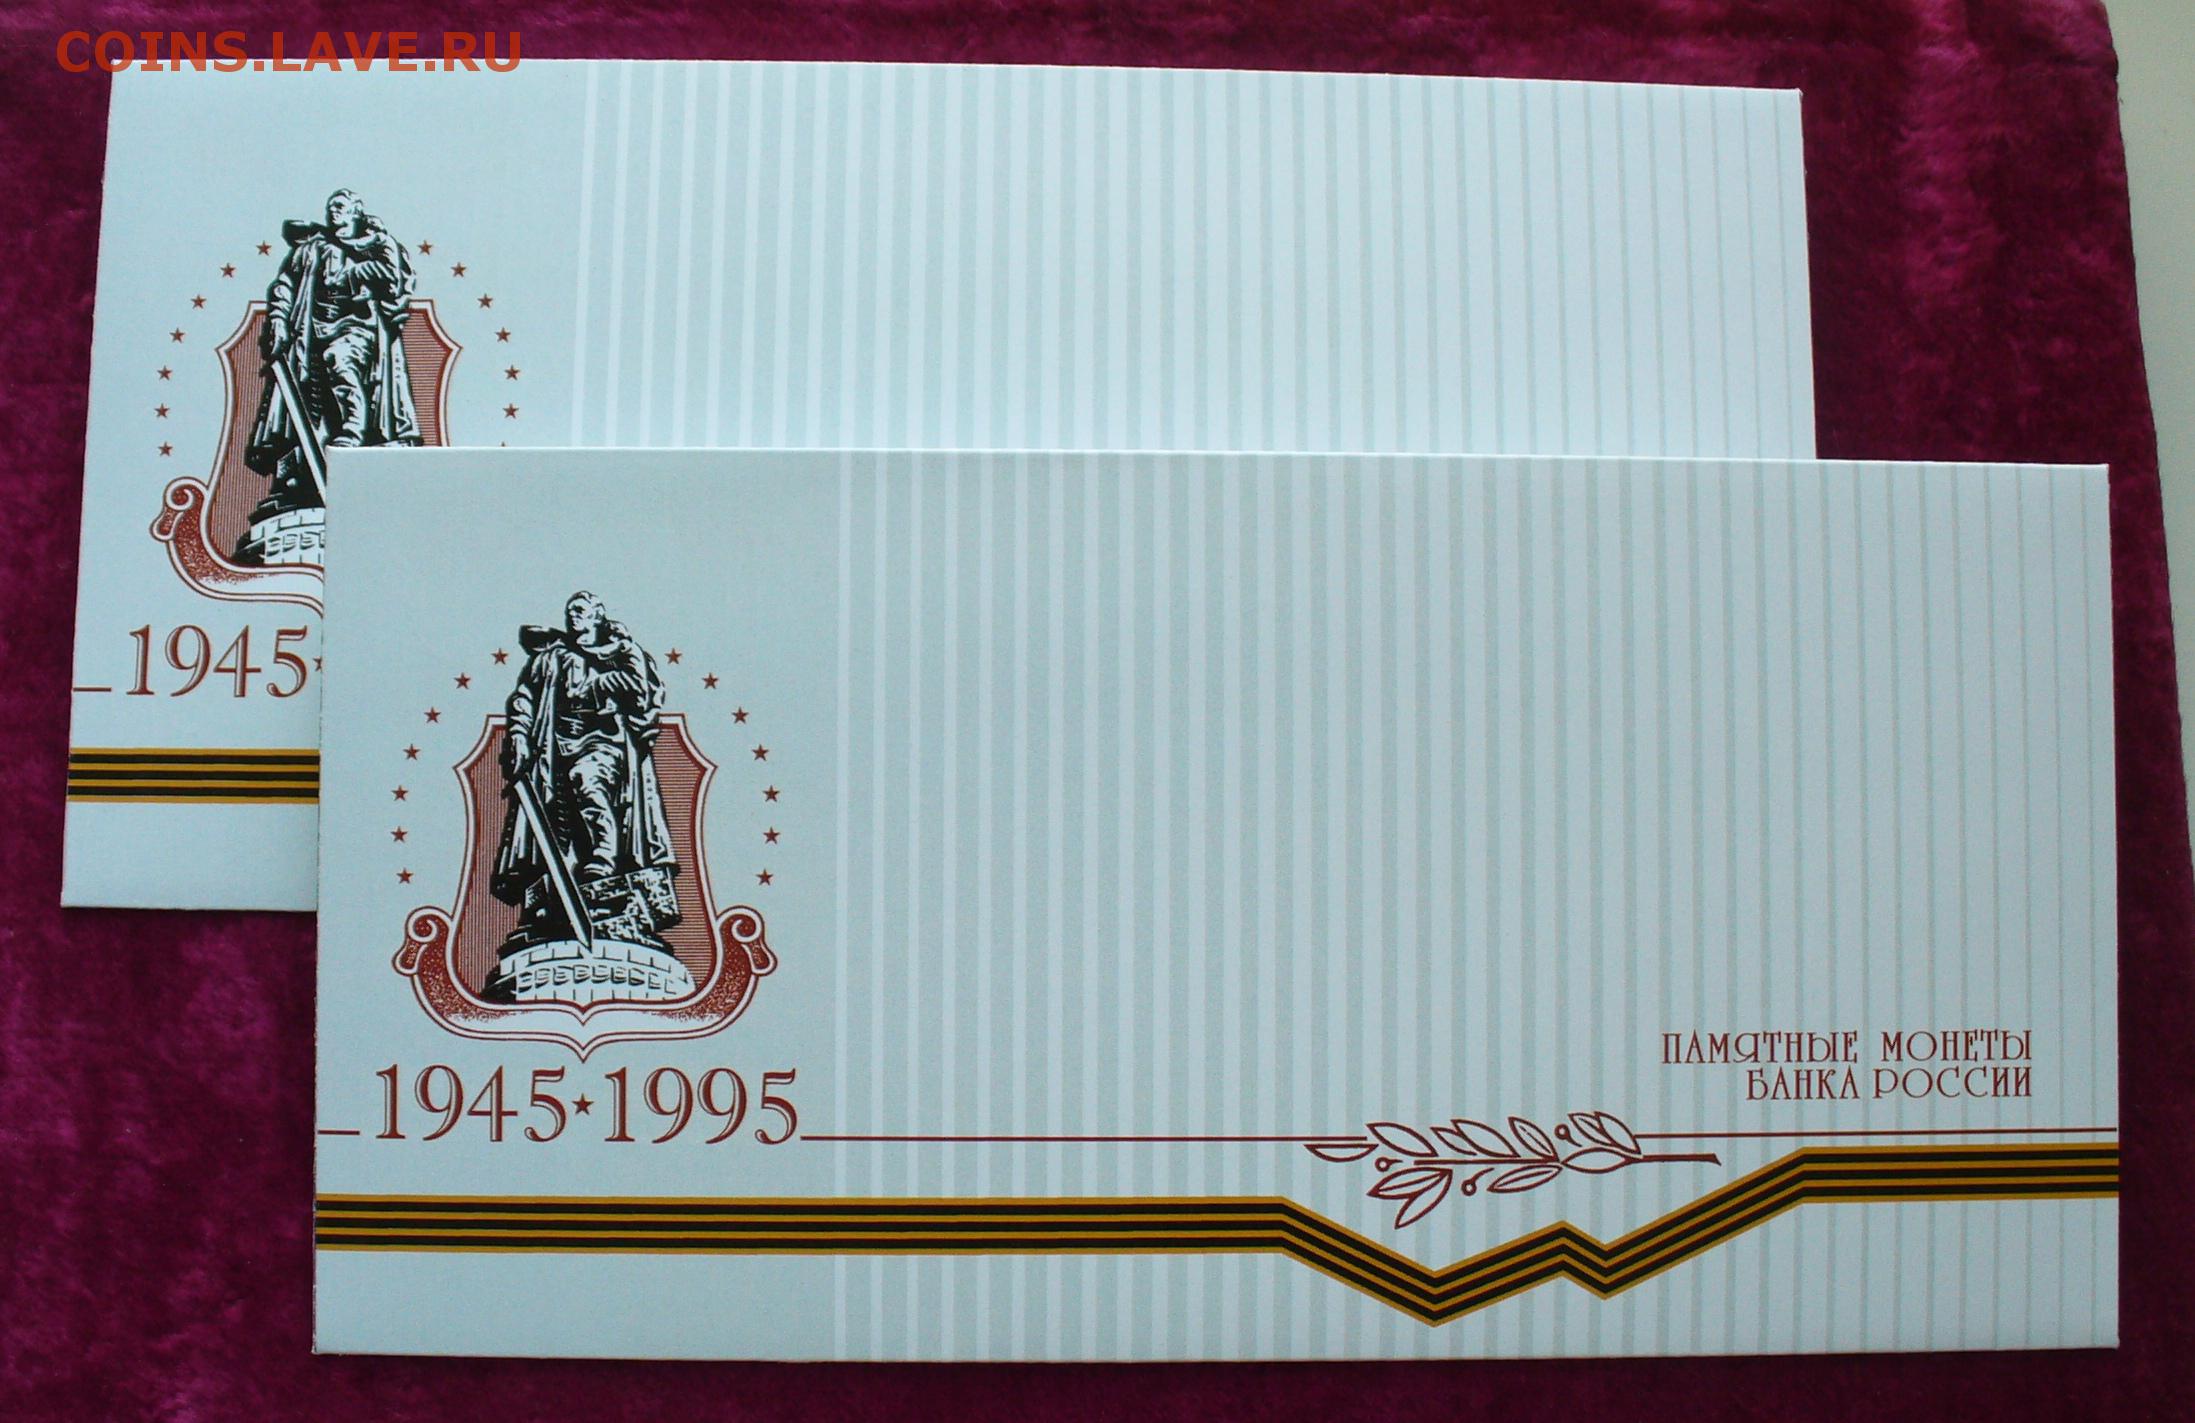 COINS.LAVE.RU
1945
1945★1995
ПАМЯТНЫЕ МОНЕТЫ
БАНКА РОССИИ